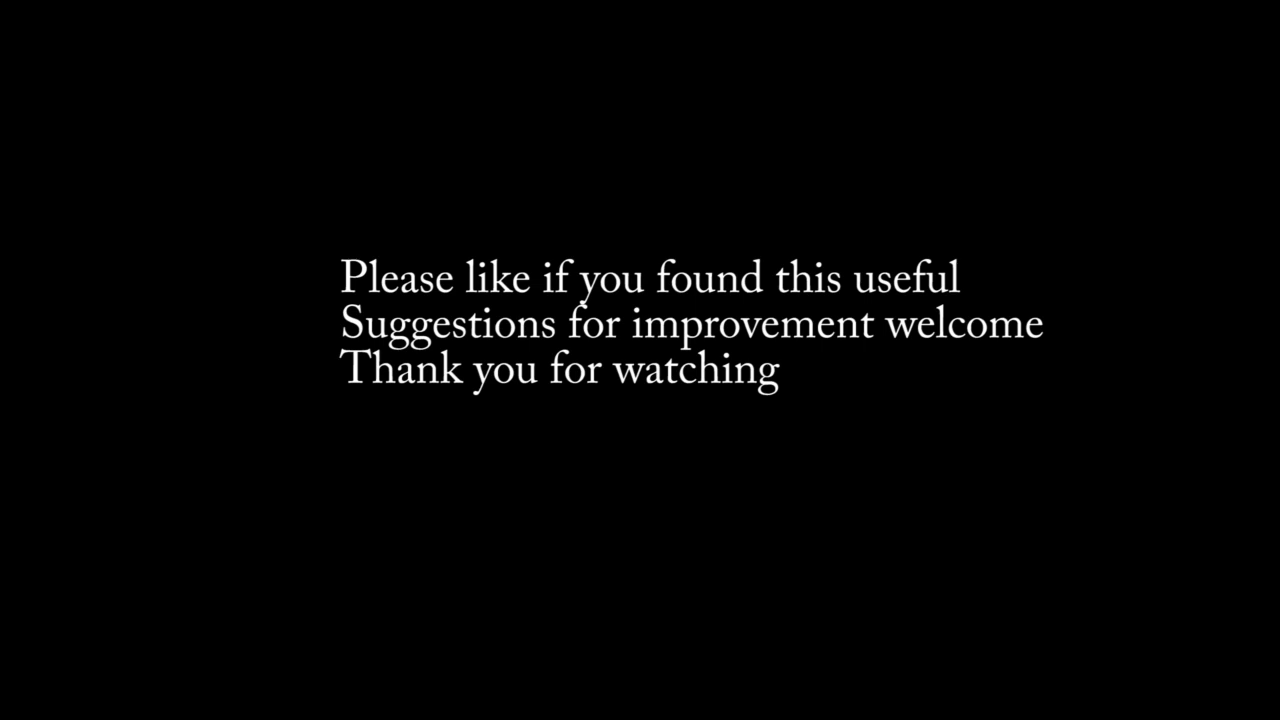 Please like if you found this useful
Suggestions for improvement welcome
Thank you for watching